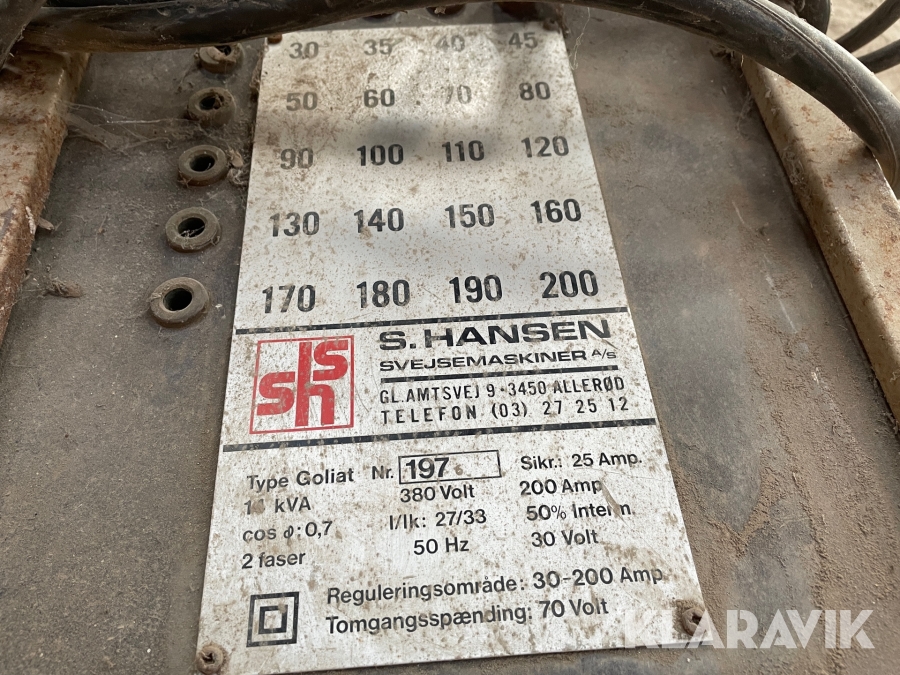 30 35 40 45
50 60 70 80
90 100 110 120
130 140 150 160
170 180 190 200
shs
S. HANSEN
SVEJSEMASKINER A/S
GL. AMTSVEJ 9 · 3450 ALLERØD
TELEFON (03) 27 25 12
Type Goliat Nr. 197 Sikr.: 25 Amp.
kVA 380 Volt 200 Amp
cos φ: 0,7 I/Ik: 27/33 50% Interm.
2 faser 50 Hz 30 Volt
Reguleringsområde: 30-200 Amp.
Tomgangsspænding: 70 Volt
KLARAVIK